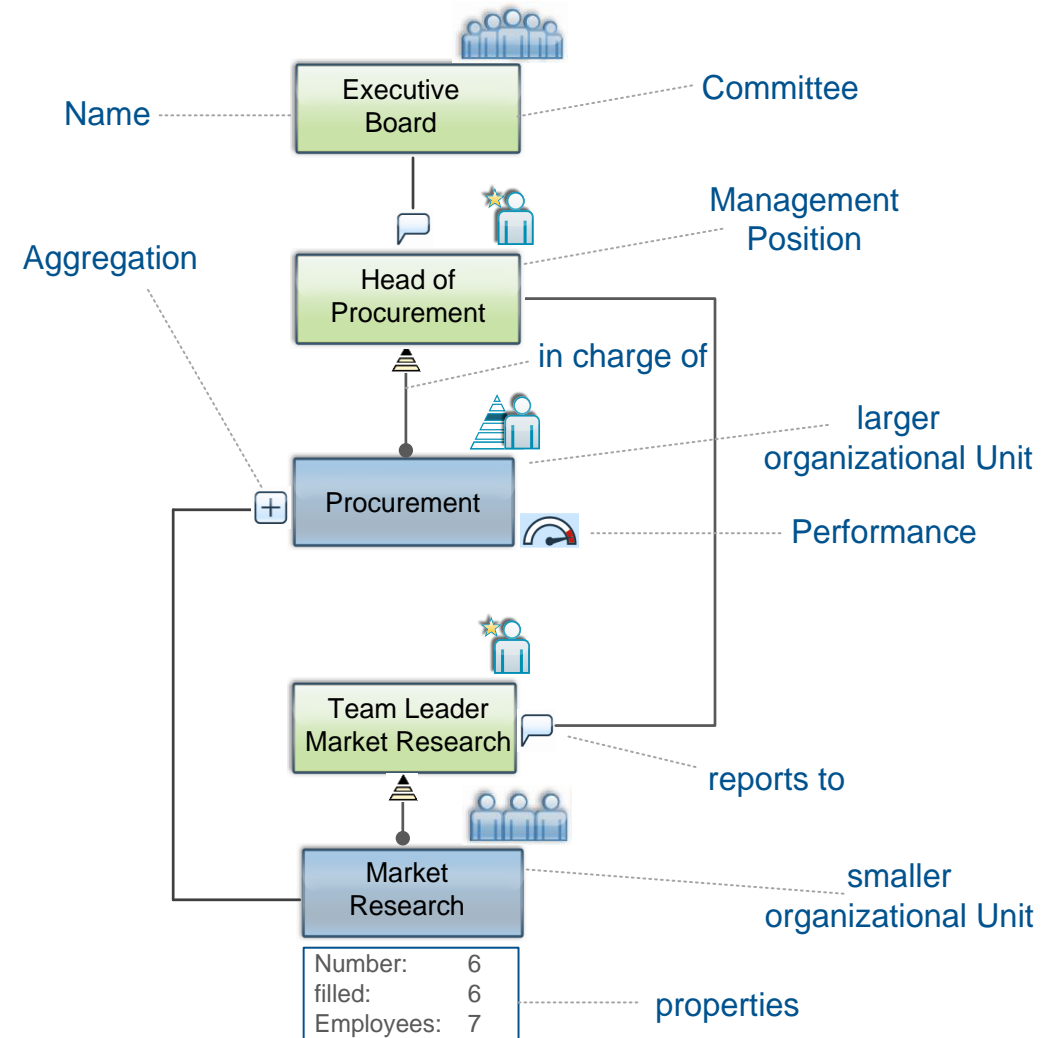 Executive
Board
Name
Committee
Management
Position
Aggregation
Head of
Procurement
in charge of
larger
organizational Unit
Procurement
Performance
Team Leader
Market Research
reports to
Market
Research
smaller
organizational Unit
Number: 6
filled: 6
Employees: 7
properties